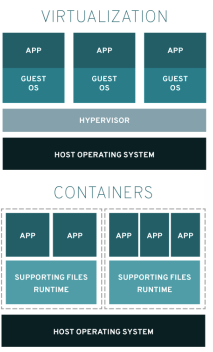 VIRTUALIZATION
APP APP APP
GUEST OS GUEST OS GUEST OS
HYPERVISOR
HOST OPERATING SYSTEM
CONTAINERS
APP APP APP APP APP
SUPPORTING FILES SUPPORTING FILES
RUNTIME RUNTIME
HOST OPERATING SYSTEM